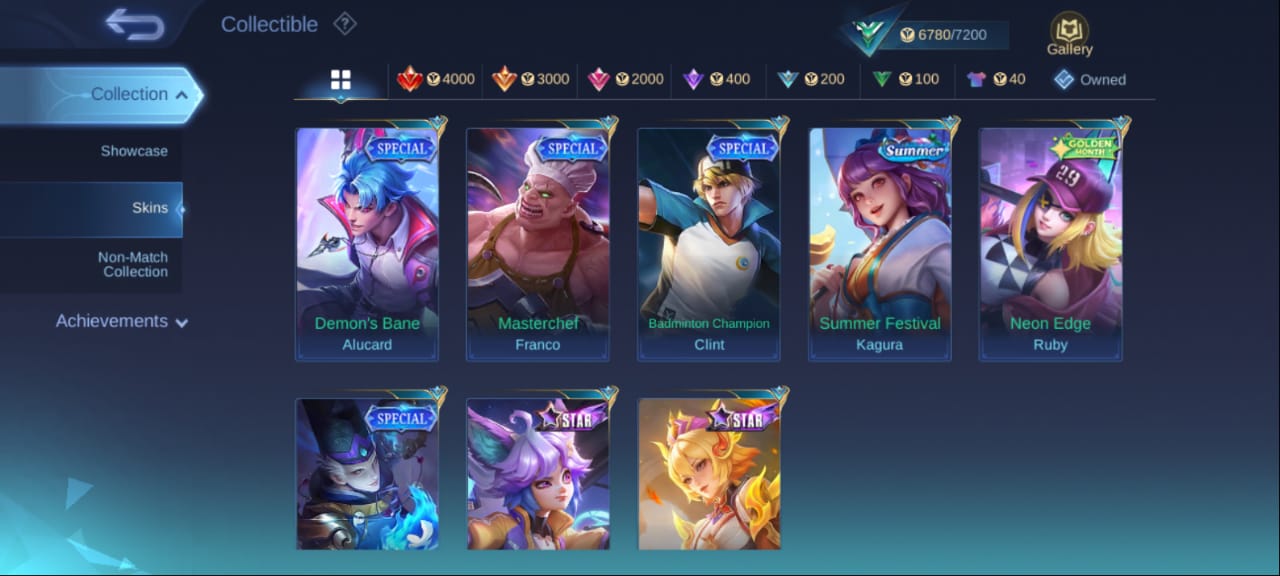 Collectible ?
6780/7200
Gallery
4000 3000 2000 400 200 100 40 Owned
Collection
Showcase
Skins
Non-Match
Collection
Achievements
SPECIAL SPECIAL SPECIAL Summer GOLDEN
MONTH
29
Demon's Bane Masterchef Badminton Champion Summer Festival Neon Edge
Alucard Franco Clint Kagura Ruby
SPECIAL STAR STAR